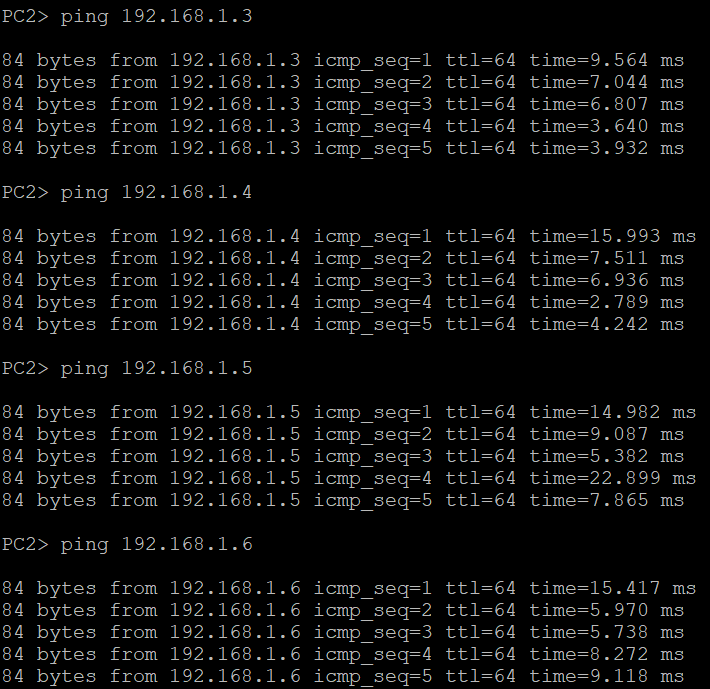 PC2> ping 192.168.1.3
84 bytes from 192.168.1.3 icmp_seq=1 ttl=64 time=9.564 ms
84 bytes from 192.168.1.3 icmp_seq=2 ttl=64 time=7.044 ms
84 bytes from 192.168.1.3 icmp_seq=3 ttl=64 time=6.807 ms
84 bytes from 192.168.1.3 icmp_seq=4 ttl=64 time=3.640 ms
84 bytes from 192.168.1.3 icmp_seq=5 ttl=64 time=3.932 ms
PC2> ping 192.168.1.4
84 bytes from 192.168.1.4 icmp_seq=1 ttl=64 time=15.993 ms
84 bytes from 192.168.1.4 icmp_seq=2 ttl=64 time=7.511 ms
84 bytes from 192.168.1.4 icmp_seq=3 ttl=64 time=6.936 ms
84 bytes from 192.168.1.4 icmp_seq=4 ttl=64 time=2.789 ms
84 bytes from 192.168.1.4 icmp_seq=5 ttl=64 time=4.242 ms
PC2> ping 192.168.1.5
84 bytes from 192.168.1.5 icmp_seq=1 ttl=64 time=14.982 ms
84 bytes from 192.168.1.5 icmp_seq=2 ttl=64 time=9.087 ms
84 bytes from 192.168.1.5 icmp_seq=3 ttl=64 time=5.382 ms
84 bytes from 192.168.1.5 icmp_seq=4 ttl=64 time=22.899 ms
84 bytes from 192.168.1.5 icmp_seq=5 ttl=64 time=7.865 ms
PC2> ping 192.168.1.6
84 bytes from 192.168.1.6 icmp_seq=1 ttl=64 time=15.417 ms
84 bytes from 192.168.1.6 icmp_seq=2 ttl=64 time=5.970 ms
84 bytes from 192.168.1.6 icmp_seq=3 ttl=64 time=5.738 ms
84 bytes from 192.168.1.6 icmp_seq=4 ttl=64 time=8.272 ms
84 bytes from 192.168.1.6 icmp_seq=5 ttl=64 time=9.118 ms